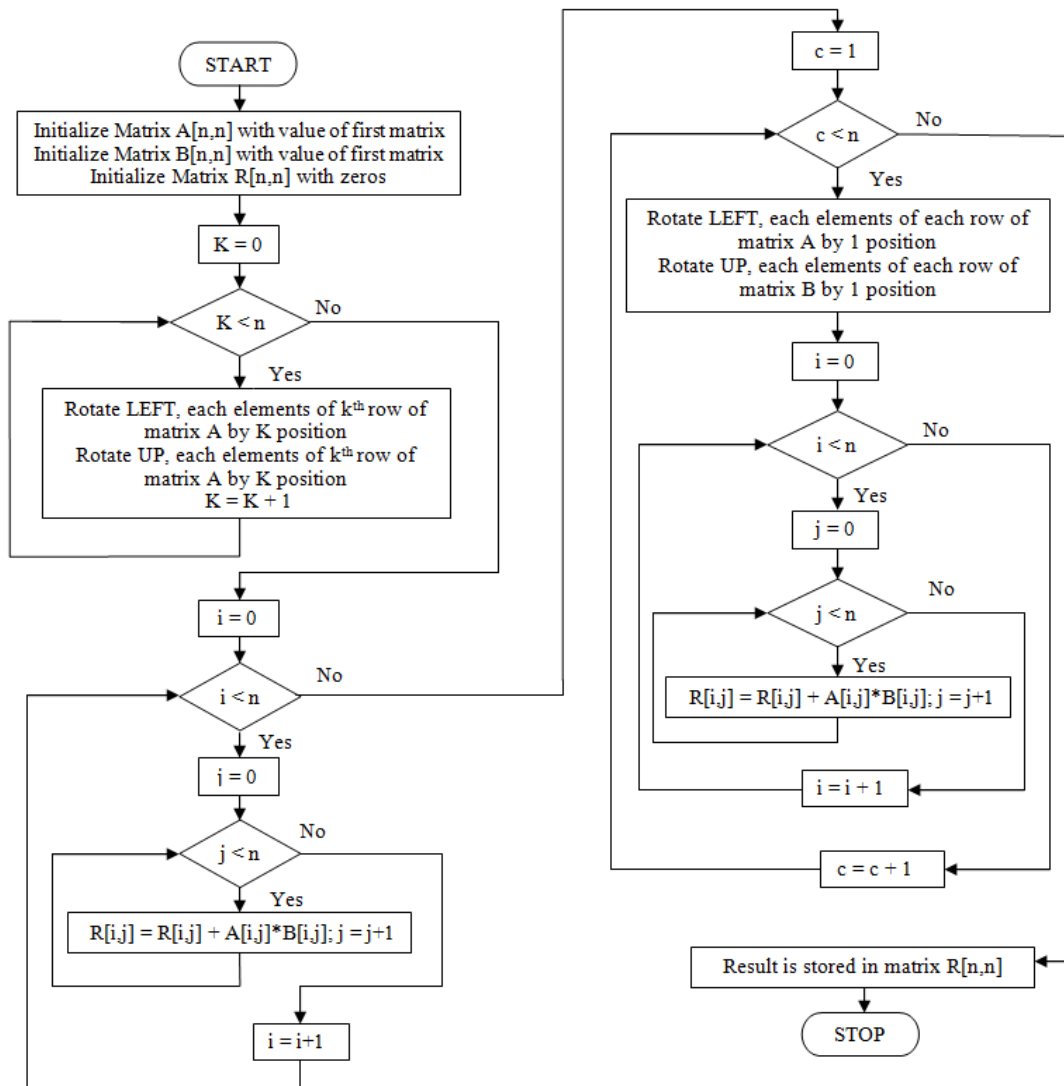 START
Initialize Matrix A[n,n] with value of first matrix
Initialize Matrix B[n,n] with value of first matrix
Initialize Matrix R[n,n] with zeros
K = 0
K < n
No
Yes
Rotate LEFT, each elements of kth row of
matrix A by K position
Rotate UP, each elements of kth row of
matrix A by K position
K = K + 1
i = 0
i < n
No
Yes
j = 0
j < n
No
Yes
R[i,j] = R[i,j] + A[i,j]*B[i,j]; j = j+1
i = i+1
c = 1
c < n
No
Yes
Rotate LEFT, each elements of each row of
matrix A by 1 position
Rotate UP, each elements of each row of
matrix B by 1 position
i = 0
i < n
No
Yes
j = 0
j < n
No
Yes
R[i,j] = R[i,j] + A[i,j]*B[i,j]; j = j+1
i = i + 1
c = c + 1
Result is stored in matrix R[n,n]
STOP